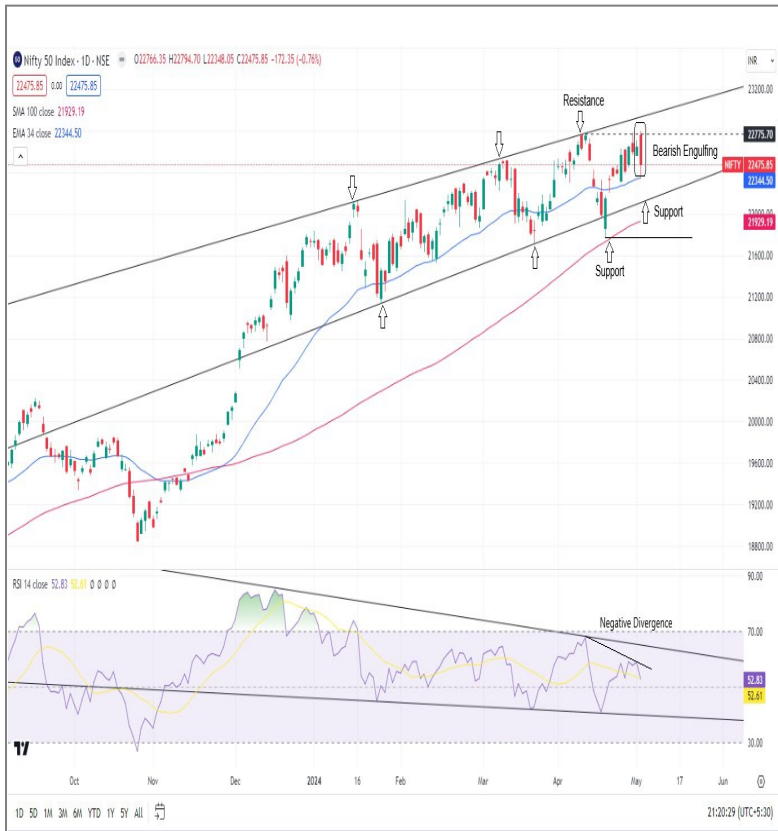 Nifty 50 Index · 1D · NSE O22766.35 H22794.70 L22348.05 C22475.85 -172.35 (-0.76%)
INR
22475.85 0.00 22475.85
SMA 100 close 21929.19
EMA 34 close 22344.50
23200.00
Resistance
22775.70
Bearish Engulfing
NIFTY 22475.85
22344.50
22000.00
Support
21929.19
21600.00
Support
21200.00
20800.00
20400.00
20000.00
19600.00
19200.00
18800.00
RSI 14 close 52.83 52.61 Ø Ø Ø Ø
90.00
Negative Divergence
70.00
52.83
52.61
30.00
Oct Nov Dec 2024 16 Feb Mar Apr May 17 Jun
1D 5D 1M 3M 6M YTD 1Y 5Y All
21:20:29 (UTC+5:30)